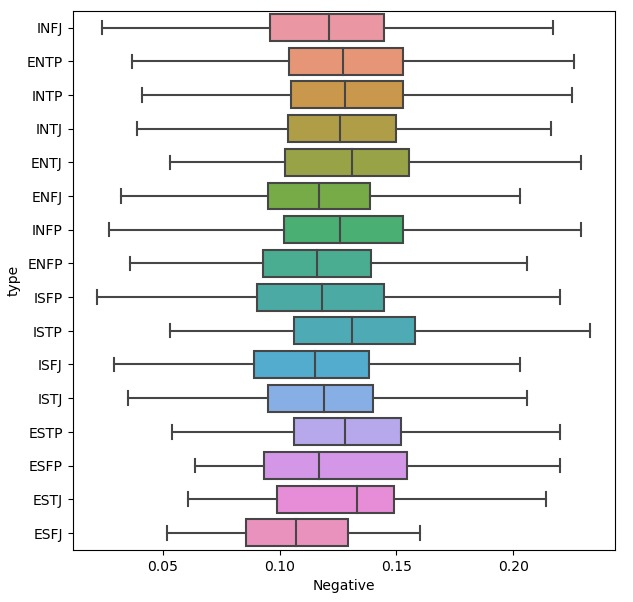 INFJ
ENTP
INTP
INTJ
ENTJ
ENFJ
INFP
ENFP
type
ISFP
ISTP
ISFJ
ISTJ
ESTP
ESFP
ESTJ
ESFJ
0.05 0.10 0.15 0.20
Negative